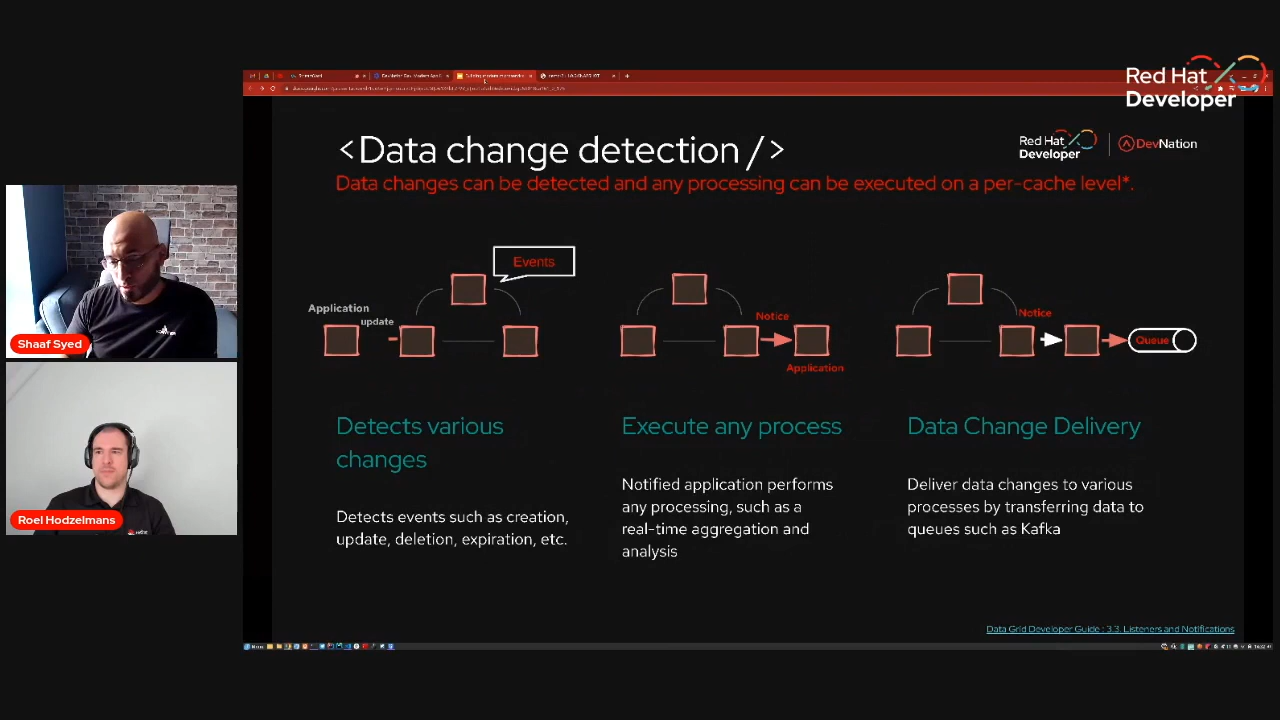 Red Hat
Developer
<Data change detection />
Red Hat
Developer
DevNation
Data changes can be detected and any processing can be executed on a per-cache level*.
Events
Application
update
Notice
Application
Notice
Queue
Detects various
changes
Detects events such as creation,
update, deletion, expiration, etc.
Execute any process
Notified application performs
any processing, such as a
real-time aggregation and
analysis
Data Change Delivery
Deliver data changes to various
processes by transferring data to
queues such as Kafka
Data Grid Developer Guide : 3.3. Listeners and Notifications
Shaaf Syed
Roel Hodzelmans